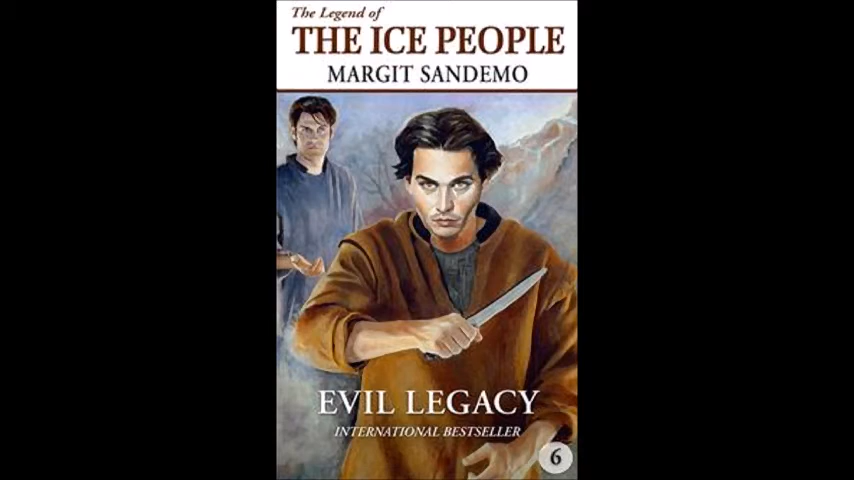 The Legend of
THE ICE PEOPLE
MARGIT SANDEMO
EVIL LEGACY
INTERNATIONAL BESTSELLER
6